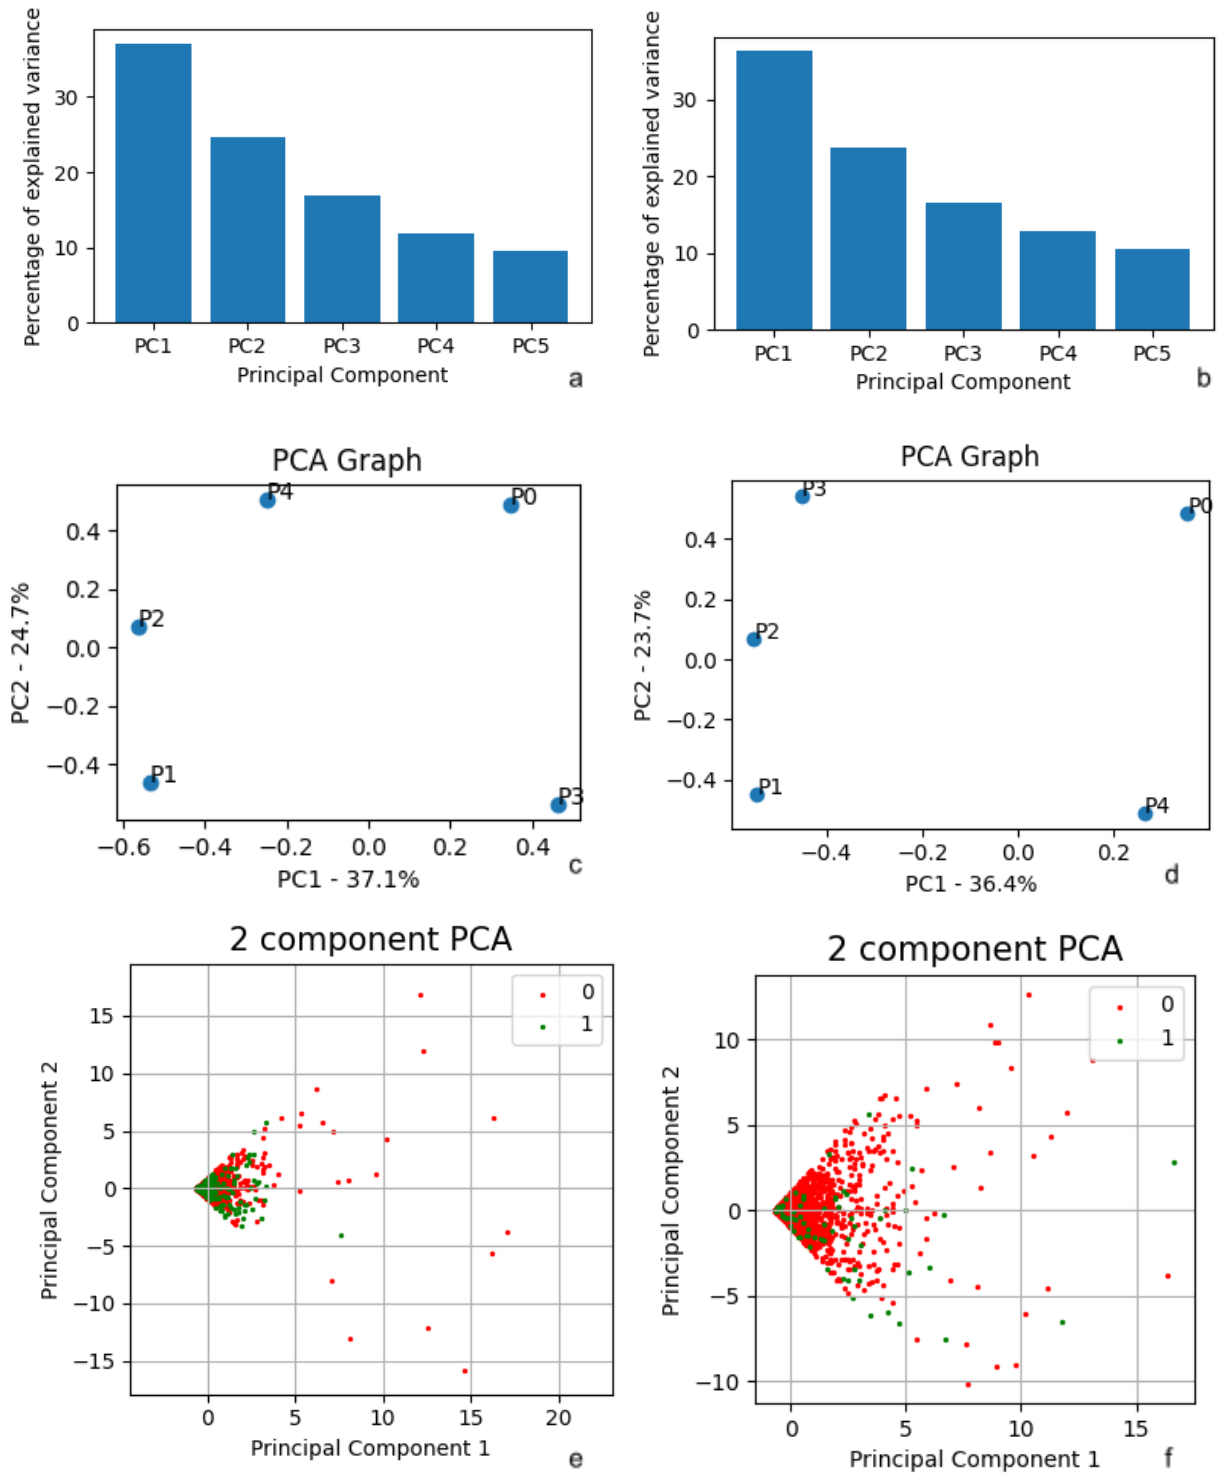 Percentage of explained variance
30
20
10
0
PC1 PC2 PC3 PC4 PC5
Principal Component
a
Percentage of explained variance
30
20
10
0
PC1 PC2 PC3 PC4 PC5
Principal Component
b
PCA Graph
PC2 - 24.7%
0.4
0.2
0.0
−0.2
−0.4
P4
P0
P2
P1
P3
−0.6 −0.4 −0.2 0.0 0.2 0.4
PC1 - 37.1%
c
PCA Graph
PC2 - 23.7%
0.4
0.2
0.0
−0.2
−0.4
P3
P0
P2
P1
P4
−0.4 −0.2 0.0 0.2
PC1 - 36.4%
d
2 component PCA
Principal Component 2
15
10
5
0
−5
−10
−15
0
1
0 5 10 15 20
Principal Component 1
e
2 component PCA
Principal Component 2
10
5
0
−5
−10
0
1
0 5 10 15
Principal Component 1
f